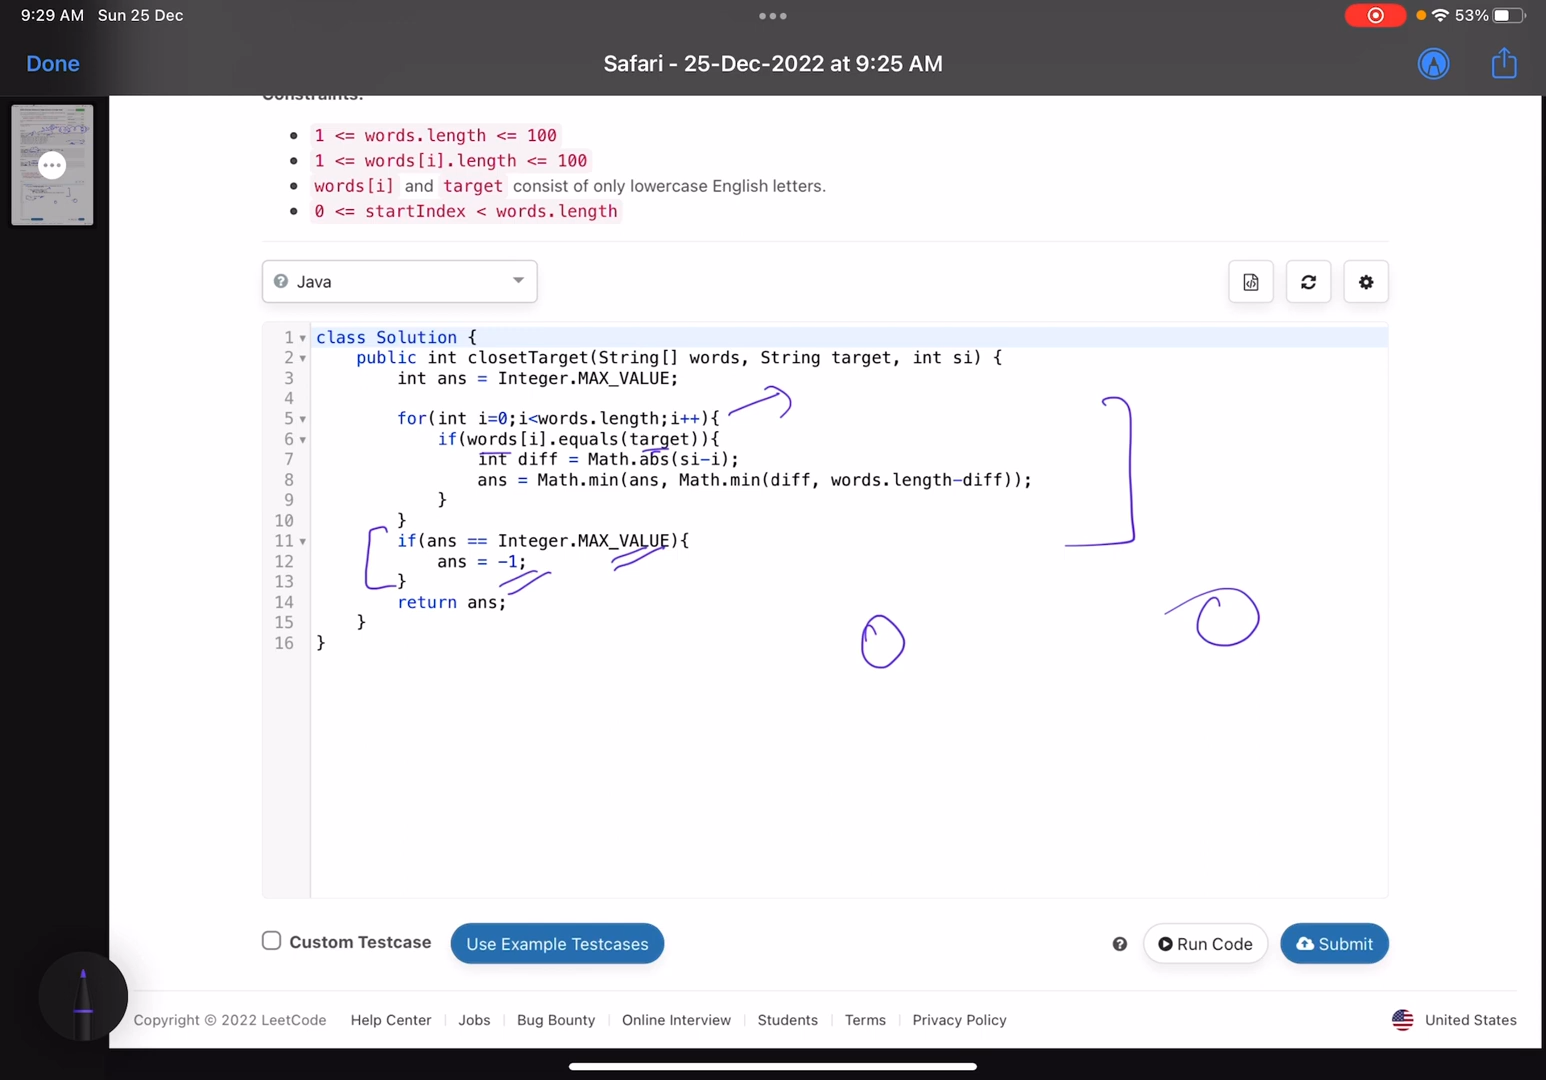 9:29 AM Sun 25 Dec
53%
Done
Safari - 25-Dec-2022 at 9:25 AM
Constraints:
1 <= words.length <= 100
1 <= words[i].length <= 100
words[i] and target consist of only lowercase English letters.
0 <= startIndex < words.length
Java
1 class Solution {
2 public int closetTarget(String[] words, String target, int si) {
3 int ans = Integer.MAX_VALUE;
4
5 for(int i=0;i<words.length;i++){
6 if(words[i].equals(target)){
7 int diff = Math.abs(si-i);
8 ans = Math.min(ans, Math.min(diff, words.length-diff));
9 }
10 }
11 if(ans == Integer.MAX_VALUE){
12 ans = -1;
13 }
14 return ans;
15 }
16 }
Custom Testcase Use Example Testcases Run Code Submit
Copyright © 2022 LeetCode Help Center Jobs Bug Bounty Online Interview Students Terms Privacy Policy United States